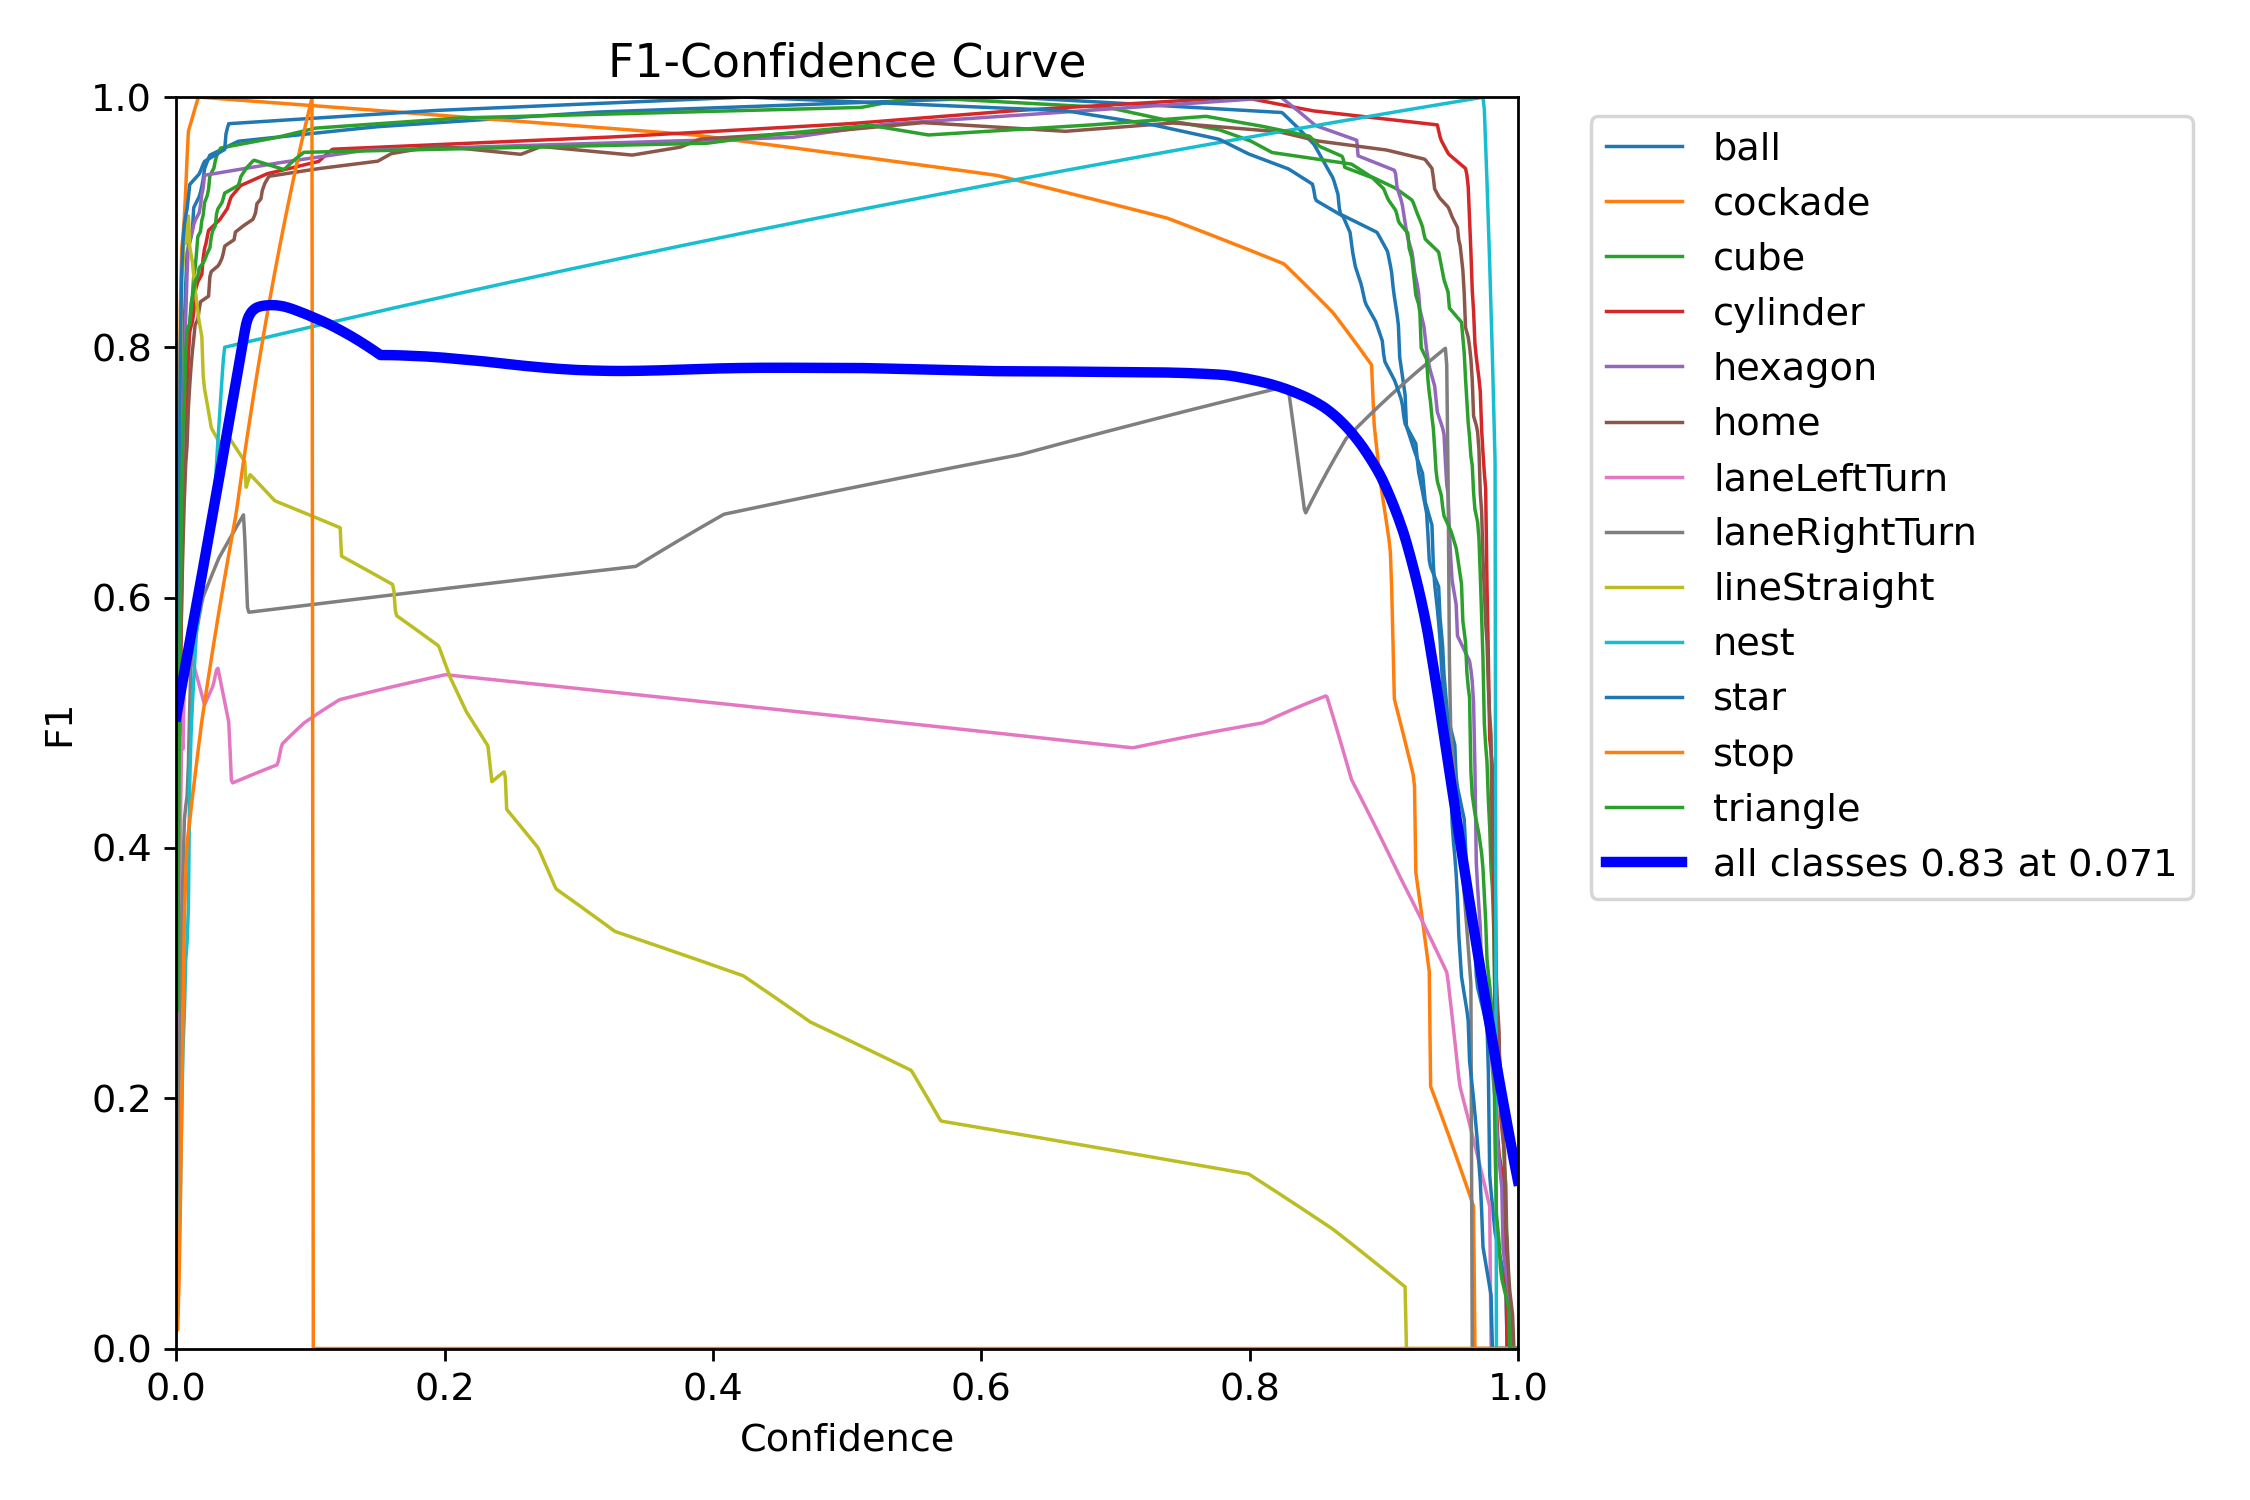 F1-Confidence Curve
1.0
0.8
0.6
0.4
0.2
0.0
F1
0.0 0.2 0.4 0.6 0.8 1.0
Confidence
ball
cockade
cube
cylinder
hexagon
home
laneLeftTurn
laneRightTurn
lineStraight
nest
star
stop
triangle
all classes 0.83 at 0.071